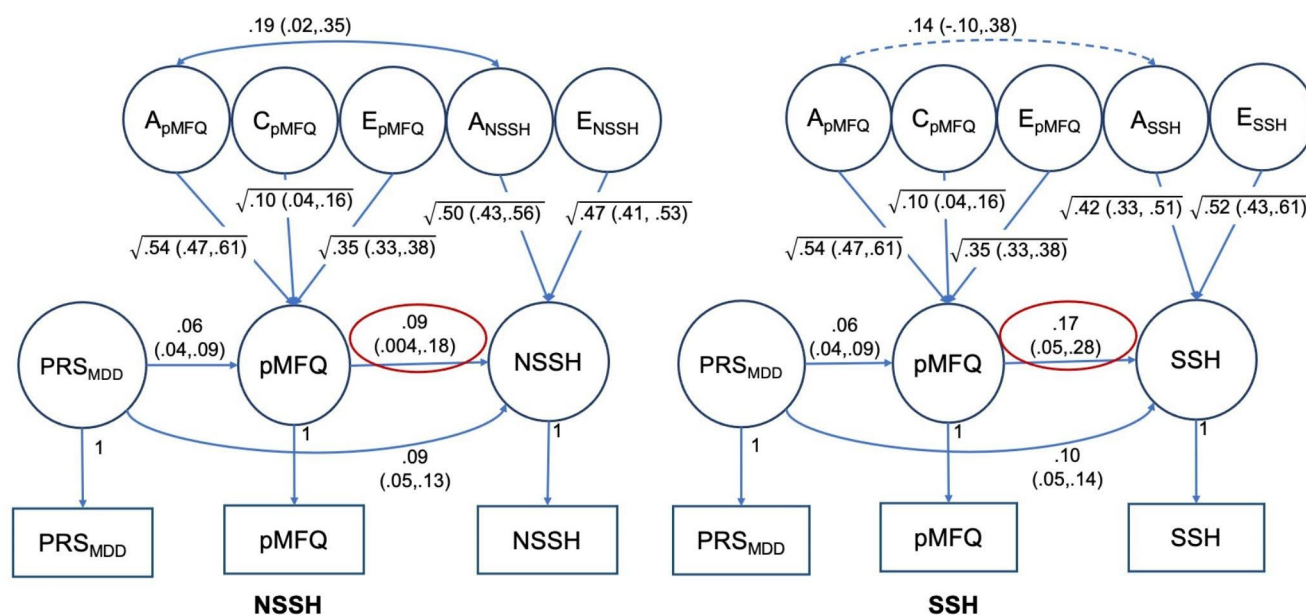 .19 (.02,.35)
A_pMFQ C_pMFQ E_pMFQ A_NSSH E_NSSH
√.10 (.04,.16)
√.50 (.43,.56) √.47 (.41, .53)
√.54 (.47,.61) √.35 (.33,.38)
.06
(.04,.09)
.09
(.004,.18)
PRS_MDD pMFQ NSSH
1 1 1
.09
(.05,.13)
PRS_MDD pMFQ NSSH
NSSH
.14 (-.10,.38)
A_pMFQ C_pMFQ E_pMFQ A_SSH E_SSH
√.10 (.04,.16)
√.42 (.33, .51) √.52 (.43,.61)
√.54 (.47,.61) √.35 (.33,.38)
.06
(.04,.09)
.17
(.05,.28)
PRS_MDD pMFQ SSH
1 1 1
.10
(.05,.14)
PRS_MDD pMFQ SSH
SSH